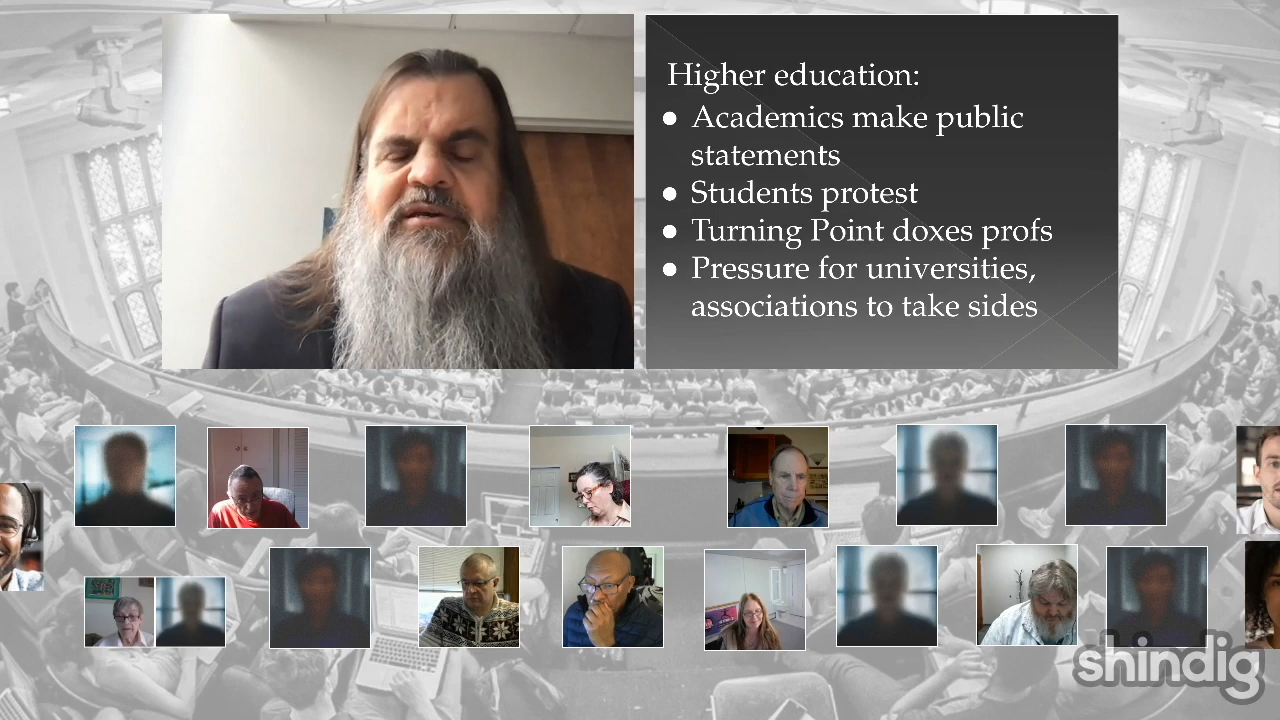 Higher education:
● Academics make public
statements
● Students protest
● Turning Point doxes profs
● Pressure for universities,
associations to take sides
shindig